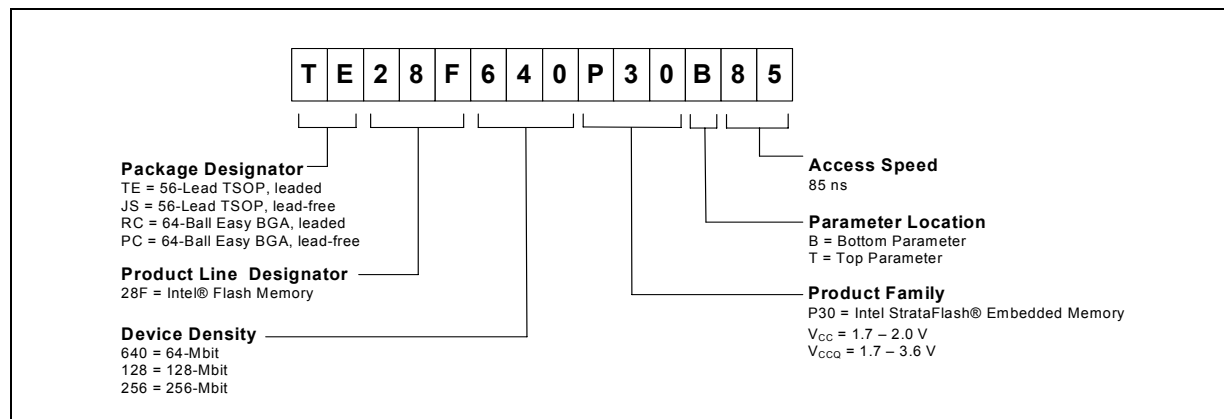 T E 2 8 F 6 4 0 P 3 0 B 8 5
Package Designator
TE = 56-Lead TSOP, leaded
JS = 56-Lead TSOP, lead-free
RC = 64-Ball Easy BGA, leaded
PC = 64-Ball Easy BGA, lead-free
Product Line Designator
28F = Intel® Flash Memory
Device Density
640 = 64-Mbit
128 = 128-Mbit
256 = 256-Mbit
Access Speed
85 ns
Parameter Location
B = Bottom Parameter
T = Top Parameter
Product Family
P30 = Intel StrataFlash® Embedded Memory
VCC = 1.7 – 2.0 V
VCCQ = 1.7 – 3.6 V